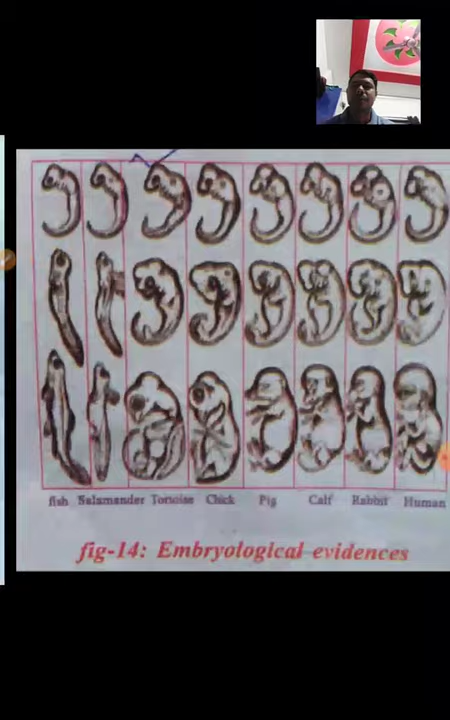 fish Salamander Tortoise Chick Pig Calf Rabbit Human
fig-14: Embryological evidences